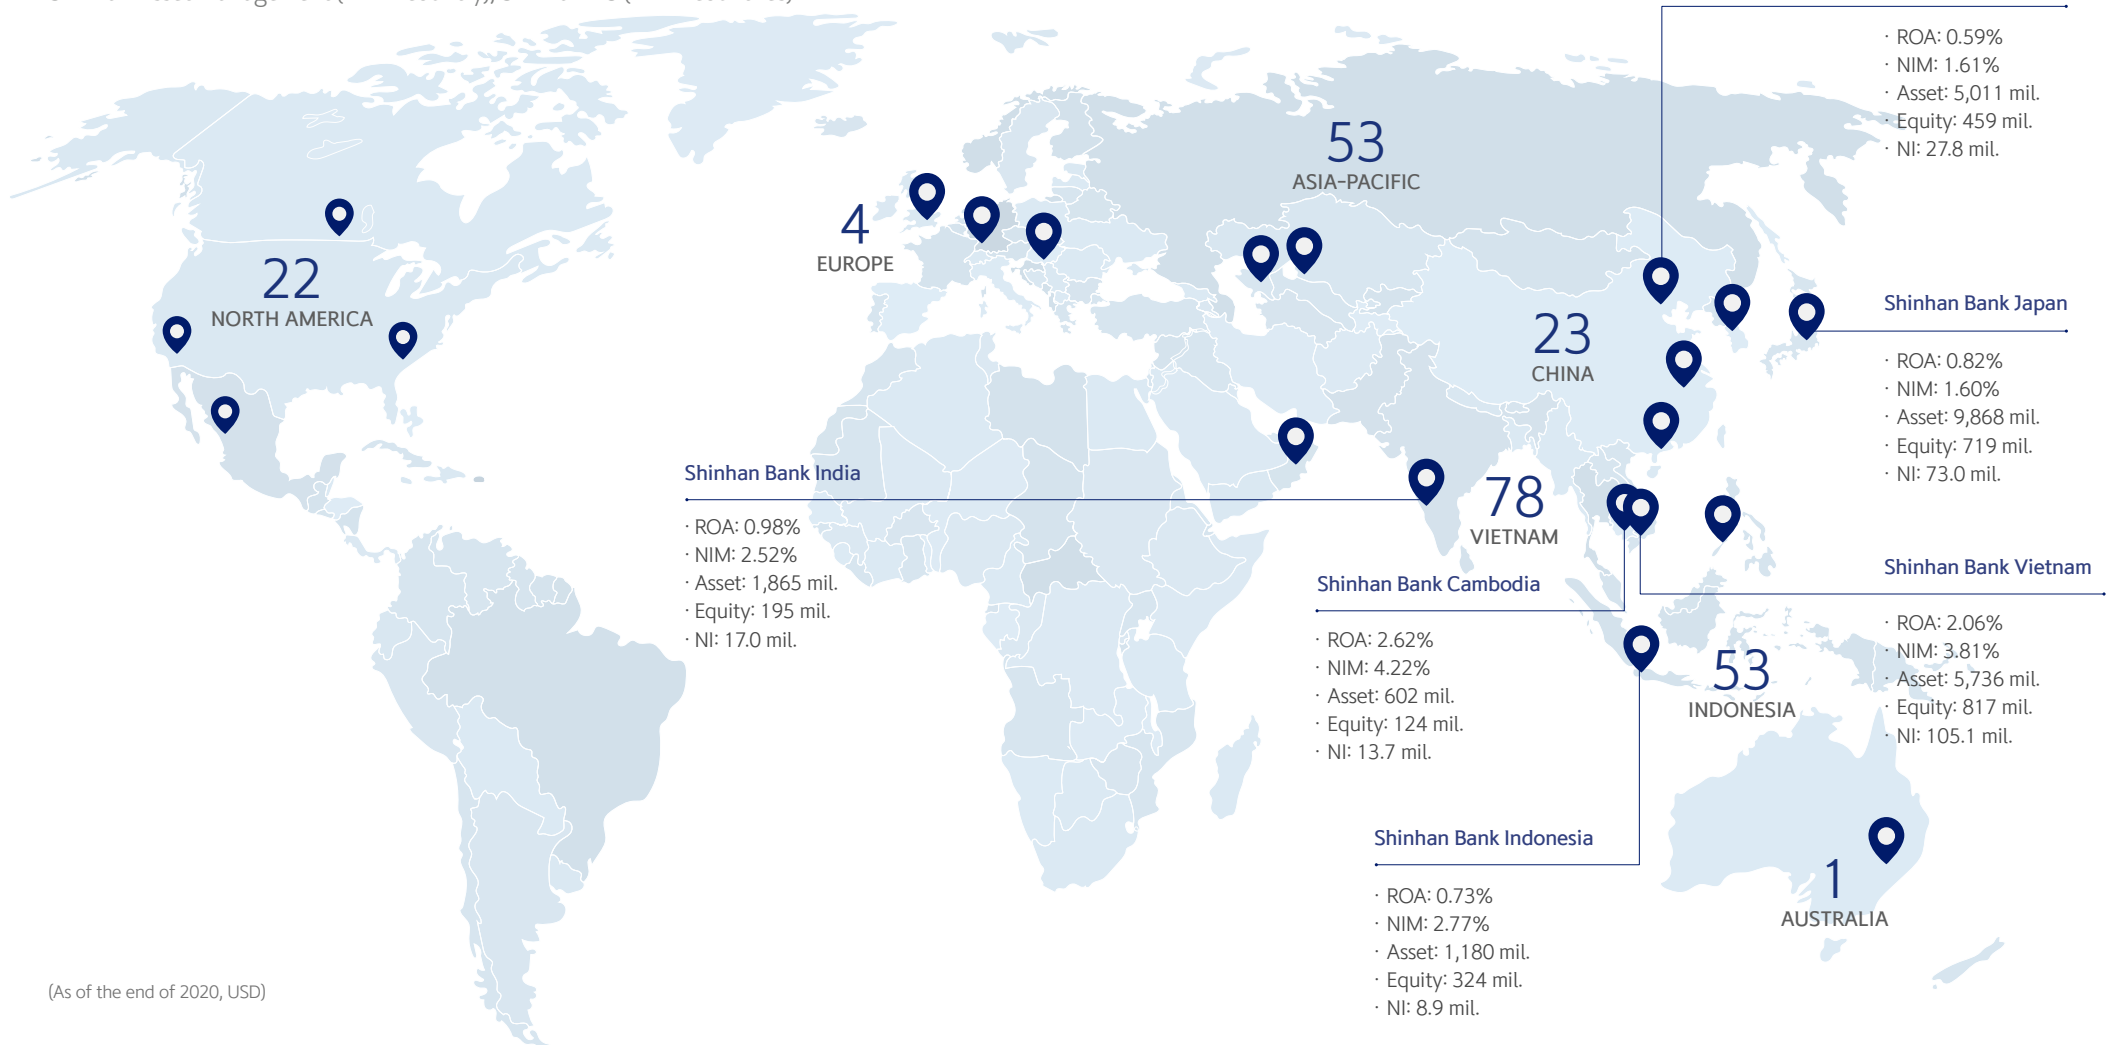 · ROA: 0.59%
· NIM: 1.61%
· Asset: 5,011 mil.
· Equity: 459 mil.
· NI: 27.8 mil.
53
ASIA-PACIFIC
4
EUROPE
22
NORTH AMERICA
23
CHINA
Shinhan Bank Japan
· ROA: 0.82%
· NIM: 1.60%
· Asset: 9,868 mil.
· Equity: 719 mil.
· NI: 73.0 mil.
Shinhan Bank India
· ROA: 0.98%
· NIM: 2.52%
· Asset: 1,865 mil.
· Equity: 195 mil.
· NI: 17.0 mil.
78
VIETNAM
Shinhan Bank Cambodia
· ROA: 2.62%
· NIM: 4.22%
· Asset: 602 mil.
· Equity: 124 mil.
· NI: 13.7 mil.
Shinhan Bank Vietnam
· ROA: 2.06%
· NIM: 3.81%
· Asset: 5,736 mil.
· Equity: 817 mil.
· NI: 105.1 mil.
53
INDONESIA
Shinhan Bank Indonesia
· ROA: 0.73%
· NIM: 2.77%
· Asset: 1,180 mil.
· Equity: 324 mil.
· NI: 8.9 mil.
1
AUSTRALIA
(As of the end of 2020, USD)